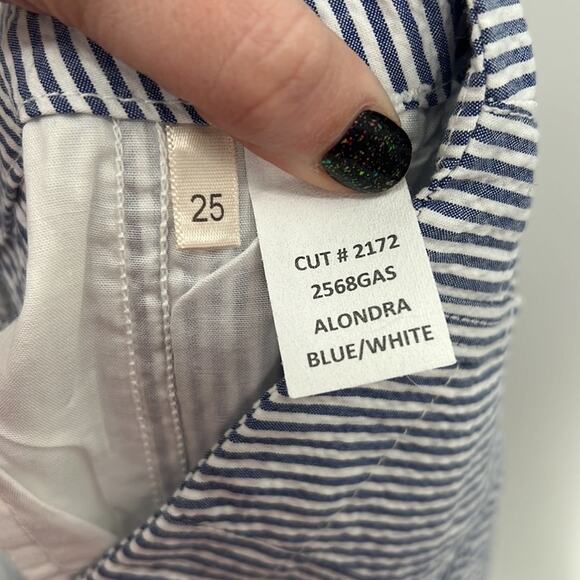 25
CUT # 2172
2568GAS
ALONDRA
BLUE/WHITE